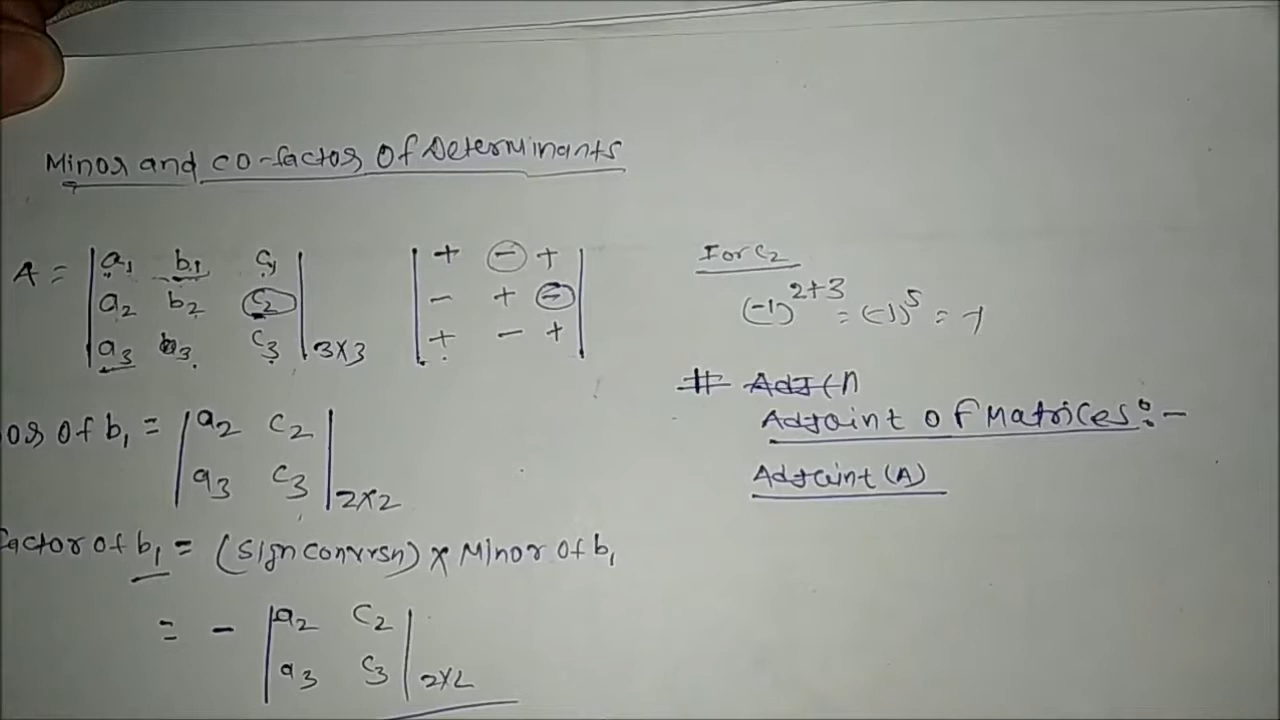 Minor and co-factor Of Determinants
A = | a₁ b₁ c₁ | | + - + |
| a₂ b₂ c₂ | | - + - |
| a₃ b₃ c₃ | 3×3 | + - + |
For c₂
(-1)²⁺³ = (-1)⁵ = -1
# Adj(n
Adjoint of Matrices:-
Adjoint (A)
or of b₁ = | a₂ c₂ |
| a₃ c₃ | 2×2
factor of b₁ = (Sign convrsn) × Minor of b₁
= - | a₂ c₂ |
| a₃ c₃ | 2×2